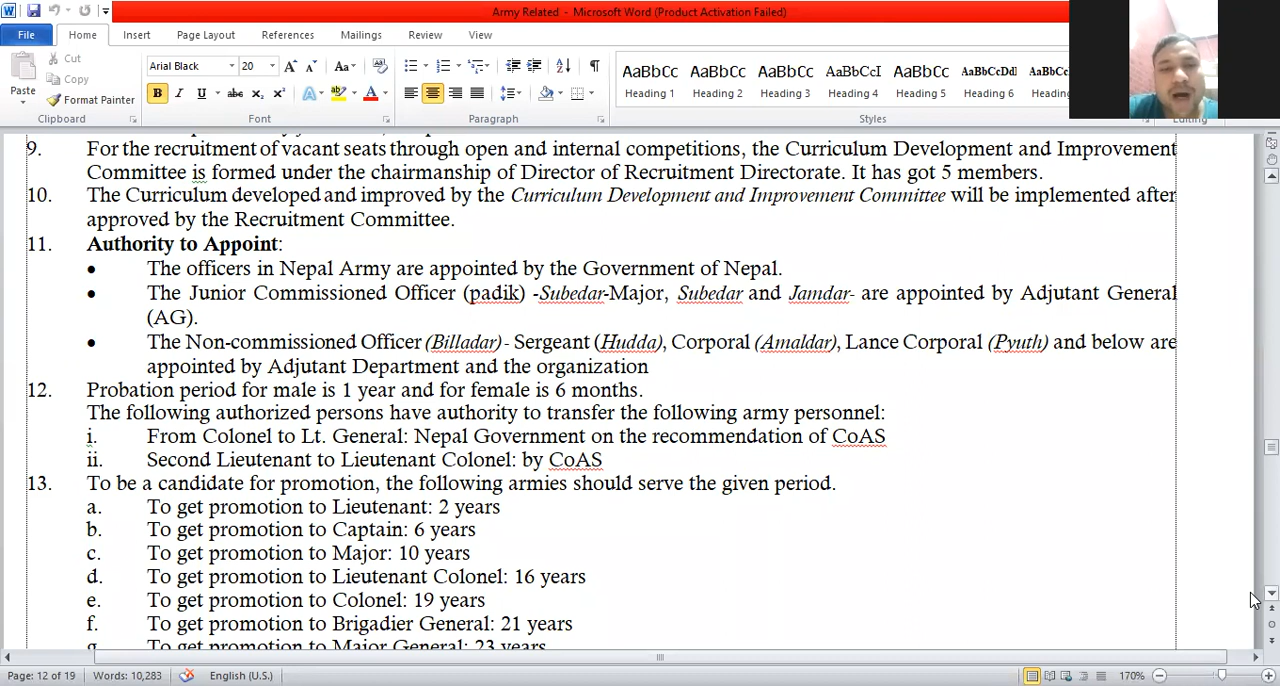 Army Related - Microsoft Word (Product Activation Failed)
File Home Insert Page Layout References Mailings Review View
Paste
Cut
Copy
Format Painter
Clipboard
Arial Black 20
Font
Paragraph
AaBbCc AaBbCc AaBbCc AaBbCcI AaBbCc AaBbCcDd AaBbCc
Heading 1 Heading 2 Heading 3 Heading 4 Heading 5 Heading 6 Heading
Styles
Editing
9. For the recruitment of vacant seats through open and internal competitions, the Curriculum Development and Improvement
Committee is formed under the chairmanship of Director of Recruitment Directorate. It has got 5 members.
10. The Curriculum developed and improved by the Curriculum Development and Improvement Committee will be implemented after
approved by the Recruitment Committee.
11. Authority to Appoint:
• The officers in Nepal Army are appointed by the Government of Nepal.
• The Junior Commissioned Officer (padik) -Subedar-Major, Subedar and Jamdar- are appointed by Adjutant General
(AG).
• The Non-commissioned Officer (Billadar)- Sergeant (Hudda), Corporal (Amaldar), Lance Corporal (Pyuth) and below are
appointed by Adjutant Department and the organization
12. Probation period for male is 1 year and for female is 6 months.
The following authorized persons have authority to transfer the following army personnel:
i. From Colonel to Lt. General: Nepal Government on the recommendation of CoAS
ii. Second Lieutenant to Lieutenant Colonel: by CoAS
13. To be a candidate for promotion, the following armies should serve the given period.
a. To get promotion to Lieutenant: 2 years
b. To get promotion to Captain: 6 years
c. To get promotion to Major: 10 years
d. To get promotion to Lieutenant Colonel: 16 years
e. To get promotion to Colonel: 19 years
f. To get promotion to Brigadier General: 21 years
g. To get promotion to Major General: 23 years
Page: 12 of 19 Words: 10,283 English (U.S.) 170%